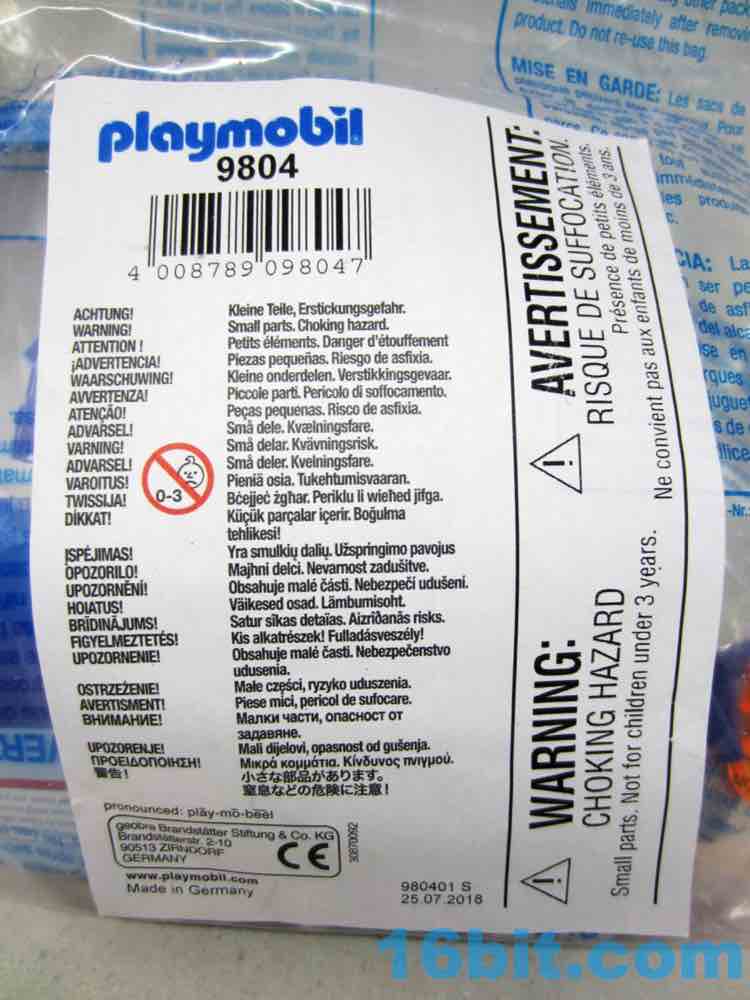 product. Do not re-use this bag.
MISE EN GARDE: Les sacs de
playmobil
9804
4 008789 098047
ACHTUNG! Kleine Teile, Erstickungsgefahr.
WARNING! Small parts. Choking hazard.
ATTENTION ! Petits éléments. Danger d'étouffement
¡ADVERTENCIA! Piezas pequeñas. Riesgo de asfixia.
WAARSCHUWING! Kleine onderdelen. Verstikkingsgevaar.
AVVERTENZA! Piccole parti. Pericolo di soffocamento.
ATENÇÃO! Peças pequenas. Risco de asfixia.
ADVARSEL! Små dele. Kvælningsfare.
VARNING! Små delar. Kvävningsrisk.
ADVARSEL! Små deler. Kvelningsfare.
VAROITUS! Pieniä osia. Tukehtumisvaaran.
TWISSIJA! Bċejjeċ żgħar. Periklu li wieħed jifga.
DİKKAT! Küçük parçalar içerir. Boğulma
tehlikesi!
0-3
ĮSPĖJIMAS! Yra smulkių dalių. Užspringimo pavojus
OPOZORILO! Majhni delci. Nevarnost zadušitve.
UPOZORNĚNÍ! Obsahuje malé části. Nebezpečí udušení.
HOIATUS! Väikesed osad. Lämbumisoht.
BRĪDINĀJUMS! Satur sīkas detaļas. Aizrīšanās risks.
FIGYELMEZTETÉS! Kis alkatrészek! Fulladásveszély!
UPOZORNENIE! Obsahuje malé časti. Nebezpečenstvo
udusenia.
OSTRZEŻENIE! Małe części, ryzyko uduszenia.
AVERTISMENT! Piese mici, pericol de sufocare.
ВНИМАНИЕ! Малки части, опасност от
задавяне.
UPOZORENJE! Mali dijelovi, opasnost od gušenja.
ΠΡΟΕΙΔΟΠΟΙΗΣΗ! Μικρά κομμάτια. Κίνδυνος πνιγμού.
警告! 小さな部品があります。
窒息などの危険に注意!
pronounced: plāy-mō-bēēl
geobra Brandstätter Stiftung & Co. KG
Brandstätterstr. 2-10
90513 ZIRNDORF
GERMANY
CE
30870092
www.playmobil.com
Made in Germany
980401 S
25.07.2018
AVERTISSEMENT:
RISQUE DE SUFFOCATION.
Présence de petits éléments.
Ne convient pas aux enfants de moins de 3 ans.
WARNING:
CHOKING HAZARD
Small parts. Not for children under 3 years.
16bit.com